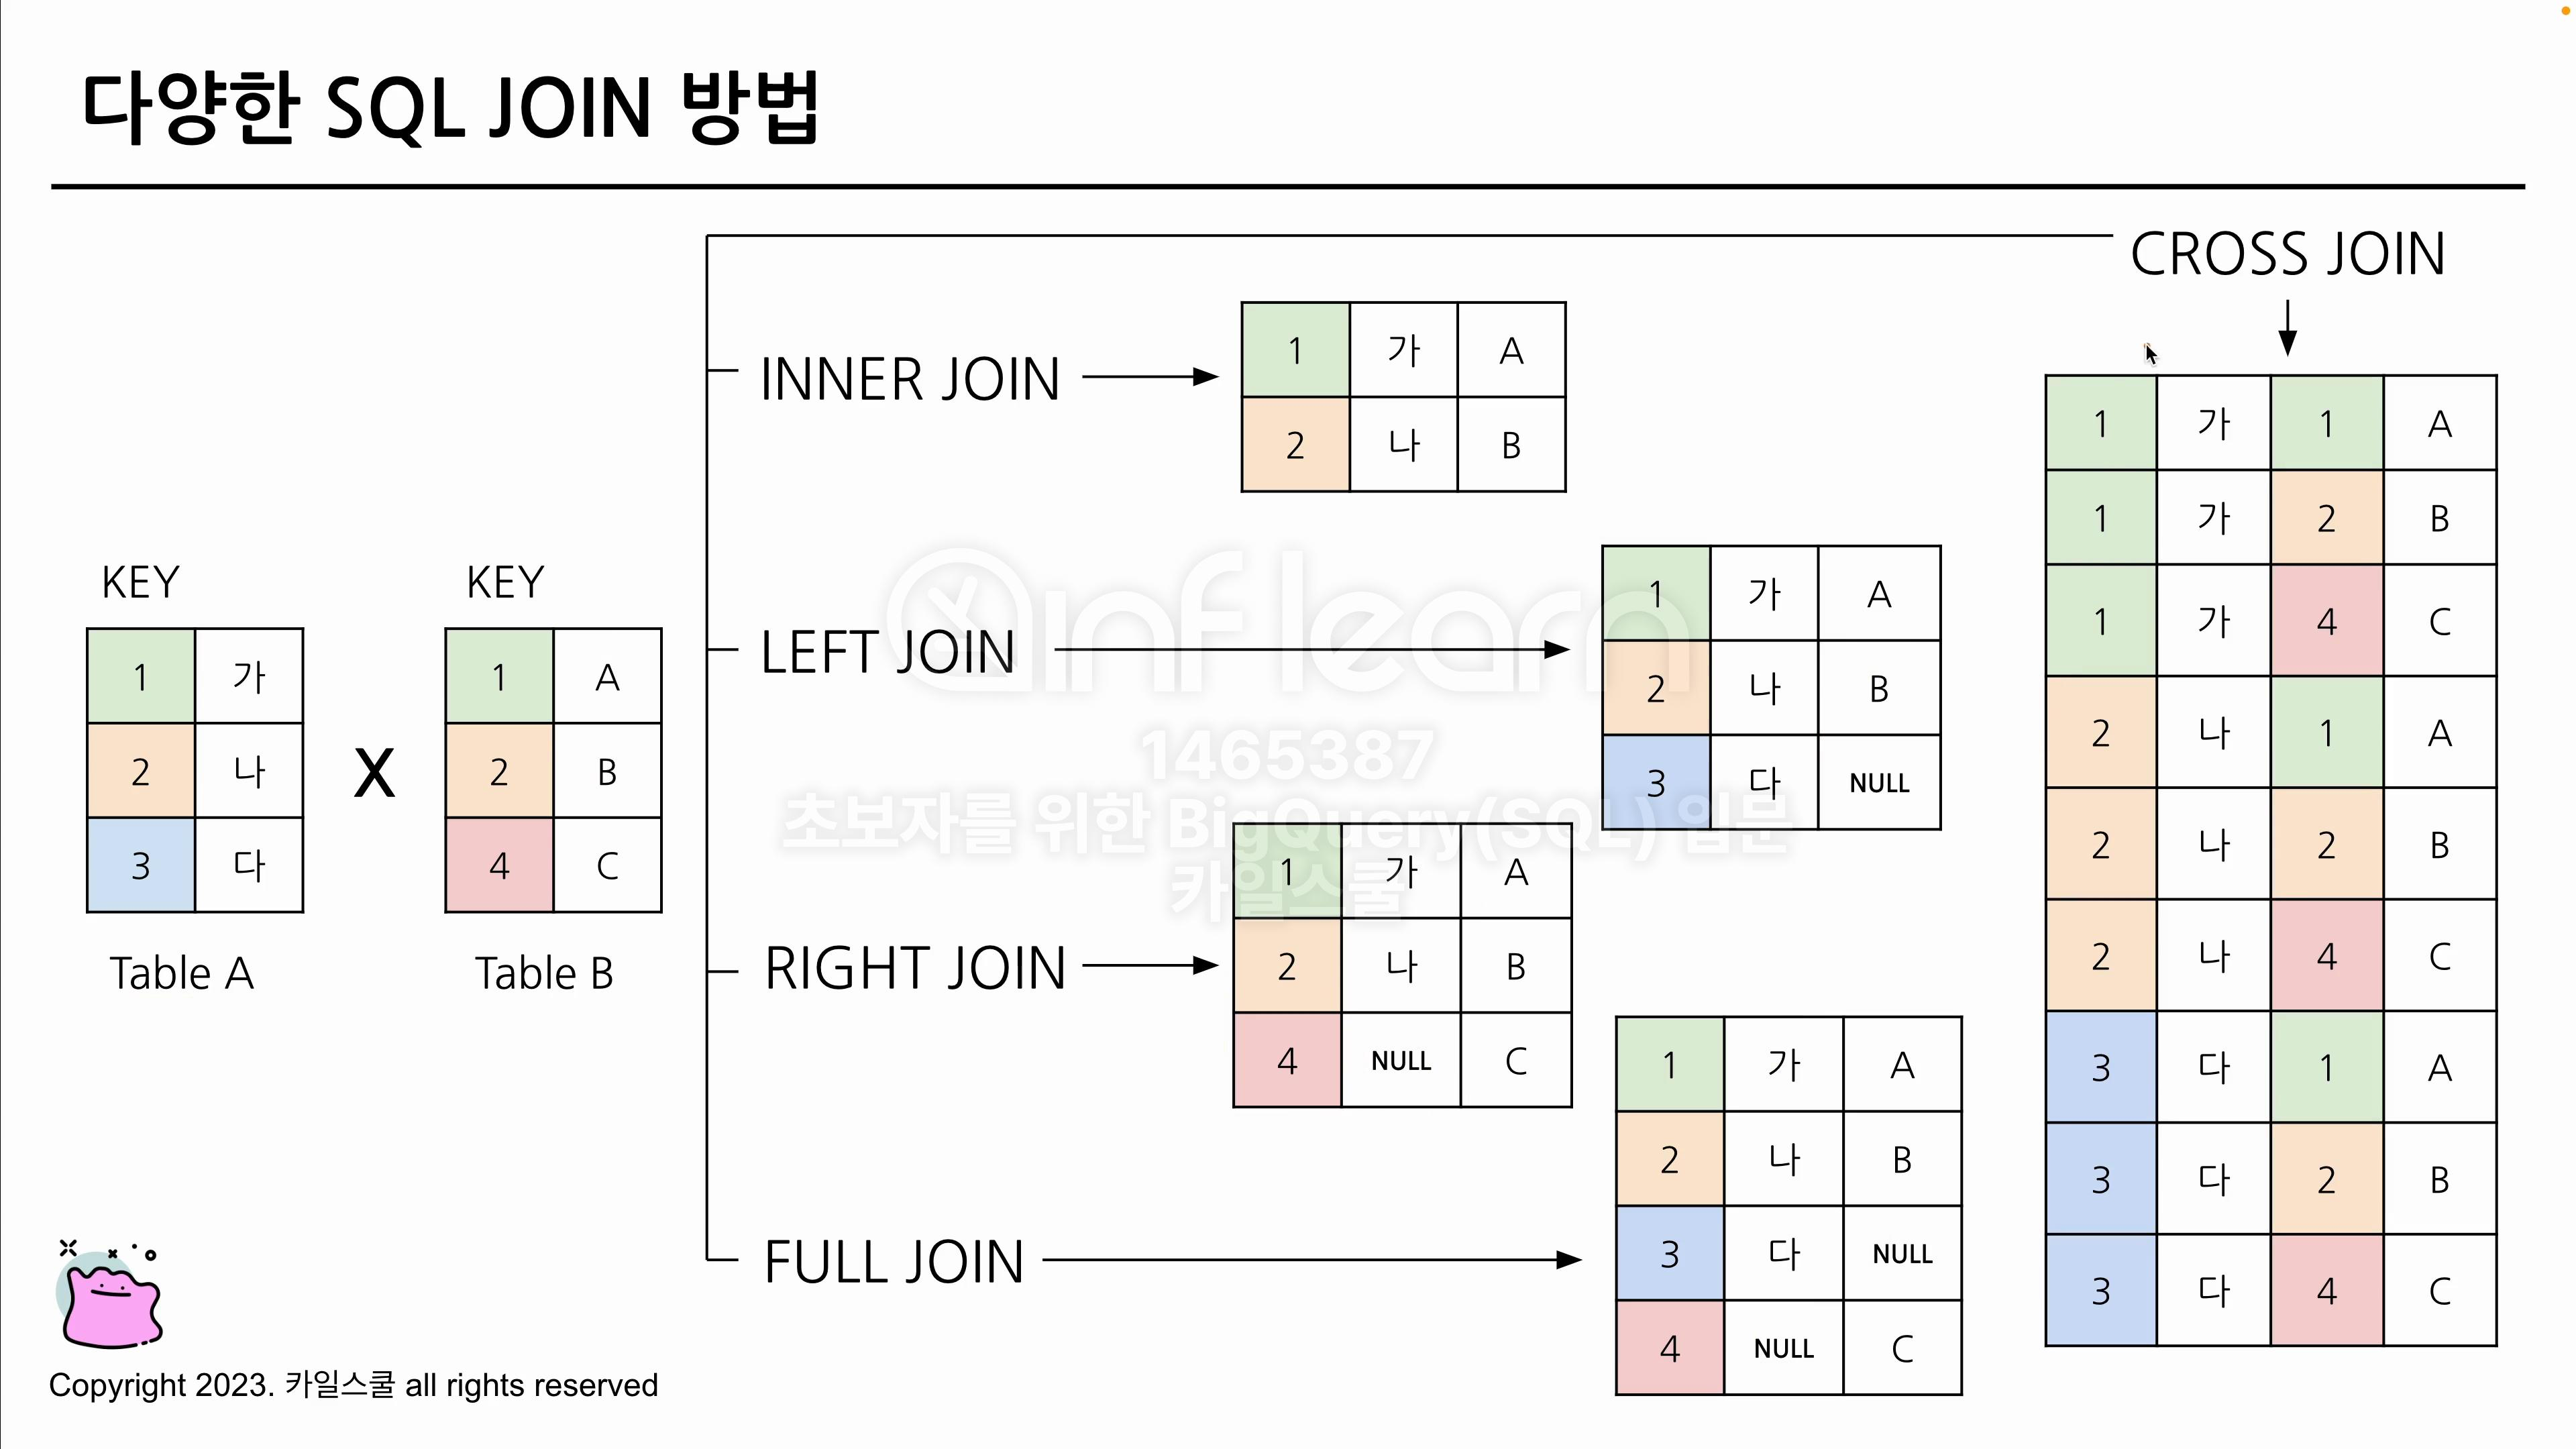 다양한 SQL JOIN 방법
KEY
1 가
2 나
3 다
Table A
X
KEY
1 A
2 B
4 C
Table B
INNER JOIN
1 가 A
2 나 B
LEFT JOIN
1 가 A
2 나 B
3 다 NULL
RIGHT JOIN
1 가 A
2 나 B
4 NULL C
FULL JOIN
1 가 A
2 나 B
3 다 NULL
4 NULL C
CROSS JOIN
1 가 1 A
1 가 2 B
1 가 4 C
2 나 1 A
2 나 2 B
2 나 4 C
3 다 1 A
3 다 2 B
3 다 4 C
inflearn
1465387
초보자를 위한 BigQuery(SQL) 입문
카일스쿨
Copyright 2023. 카일스쿨 all rights reserved